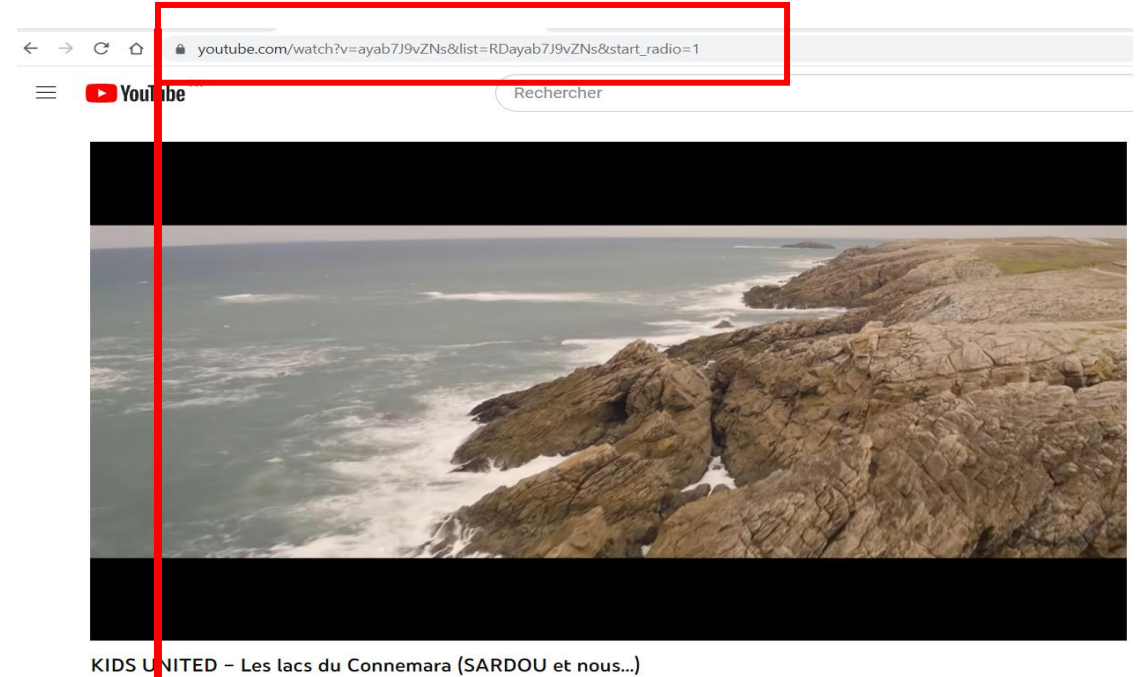 youtube.com/watch?v=ayab7J9vZNs&list=RDayab7J9vZNs&start_radio=1
YouTube
Rechercher
KIDS UNITED – Les lacs du Connemara (SARDOU et nous...)